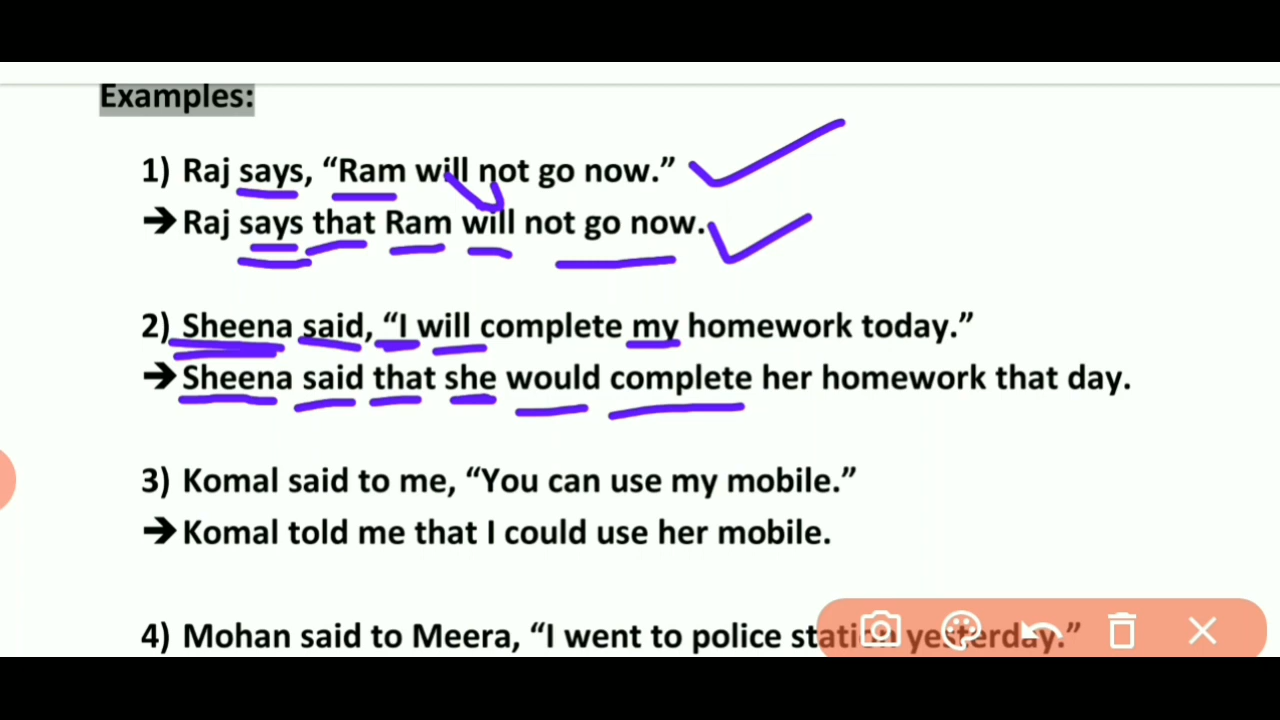 Examples:
1) Raj says, “Ram will not go now.”
➔ Raj says that Ram will not go now.
2) Sheena said, “I will complete my homework today.”
➔ Sheena said that she would complete her homework that day.
3) Komal said to me, “You can use my mobile.”
➔ Komal told me that I could use her mobile.
4) Mohan said to Meera, “I went to police station yesterday.”